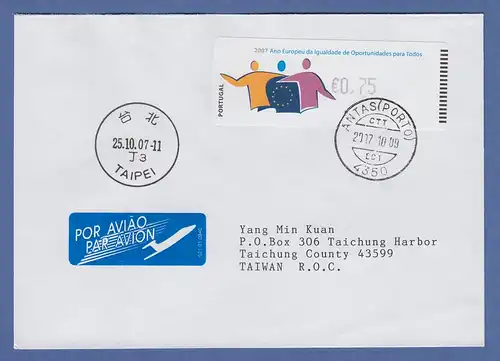 2007 Ano Europeu da Igualdade de Oportunidades para Todos
€0.75
PORTUGAL
ANTAS (PORTO)
CTT
2007-10-09
4350
台北
25.10.07-11
TAIPEI
POR AVIÃO
PAR AVION
Yang Min Kuan
P.O.Box 306 Taichung Harbor
Taichung County 43599
TAIWAN R.O.C.